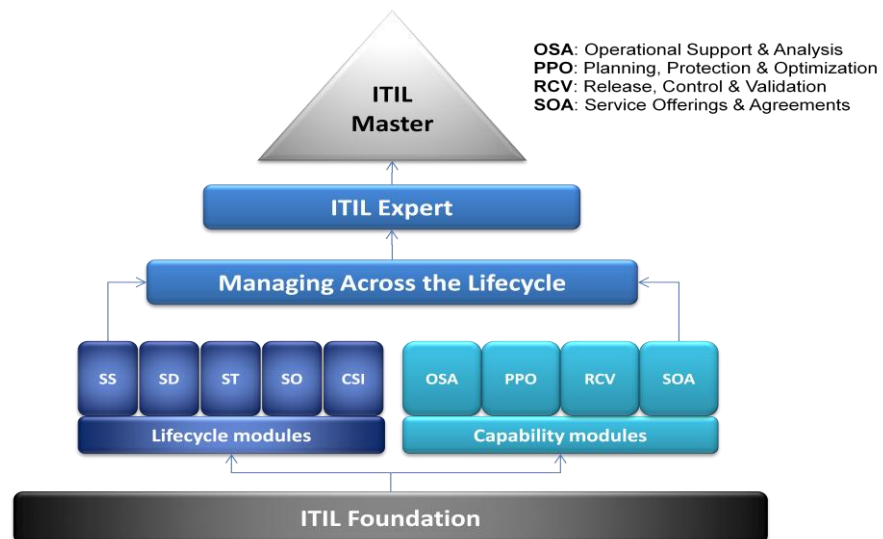 OSA: Operational Support & Analysis
PPO: Planning, Protection & Optimization
RCV: Release, Control & Validation
SOA: Service Offerings & Agreements
ITIL
Master
ITIL Expert
Managing Across the Lifecycle
SS SD ST SO CSI
Lifecycle modules
OSA PPO RCV SOA
Capability modules
ITIL Foundation